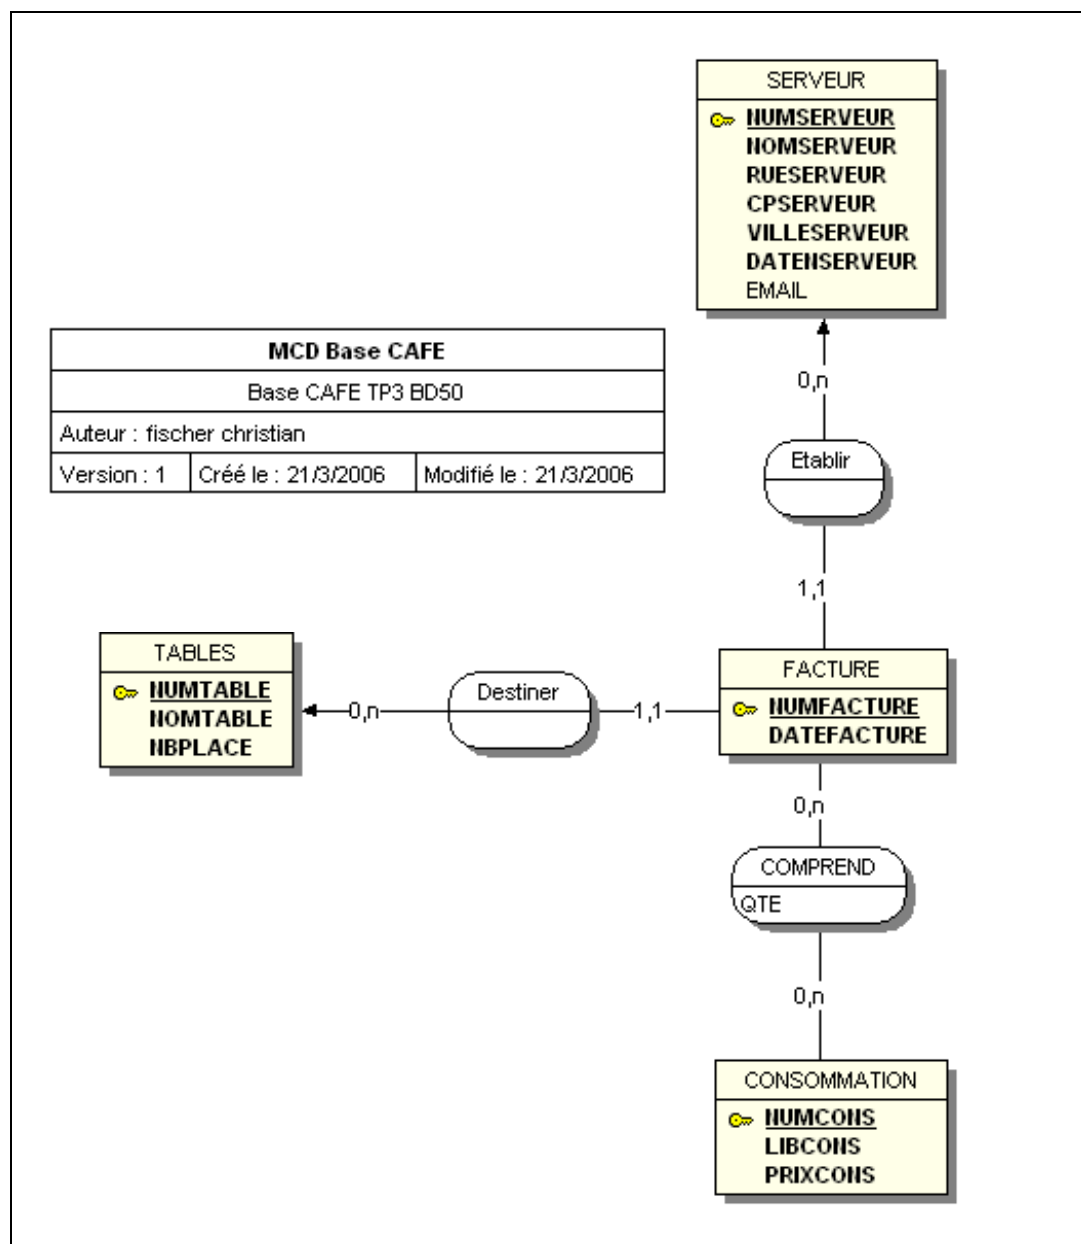 SERVEUR
NUMSERVEUR
NOMSERVEUR
RUESERVEUR
CPSERVEUR
VILLESERVEUR
DATENSERVEUR
EMAIL
MCD Base CAFE
Base CAFE TP3 BD50
Auteur : fischer christian
Version : 1 Créé le : 21/3/2006 Modifié le : 21/3/2006
0,n
Etablir
1,1
TABLES
NUMTABLE
NOMTABLE
NBPLACE
0,n
Destiner
1,1
FACTURE
NUMFACTURE
DATEFACTURE
0,n
COMPREND
QTE
0,n
CONSOMMATION
NUMCONS
LIBCONS
PRIXCONS